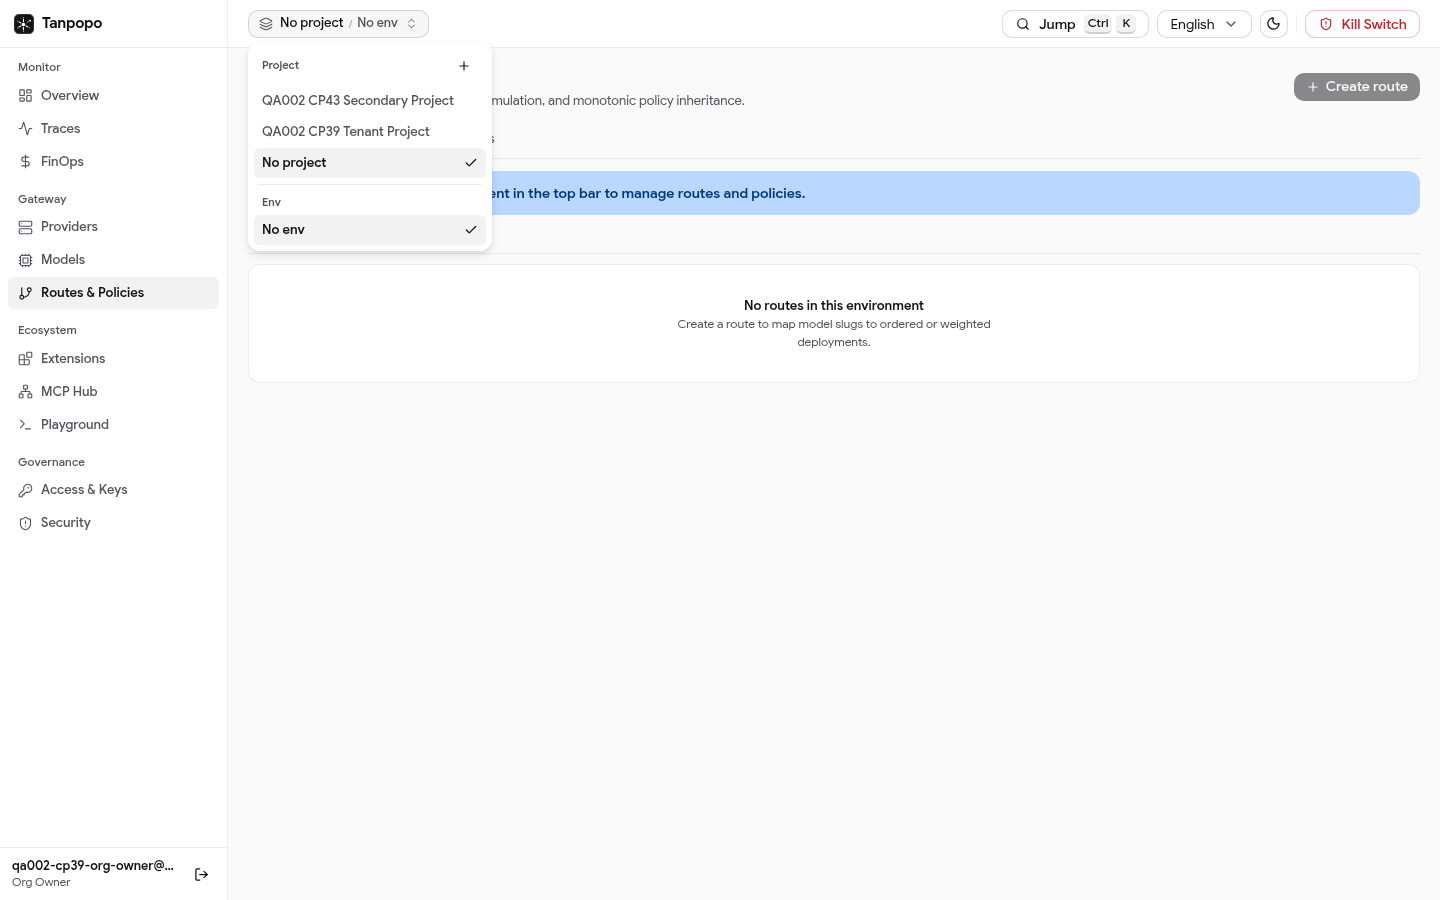 Tanpopo
No project / No env
Jump Ctrl K
English
Kill Switch
Monitor
Overview
Traces
FinOps
Gateway
Providers
Models
Routes & Policies
Ecosystem
Extensions
MCP Hub
Playground
Governance
Access & Keys
Security
qa002-cp39-org-owner@...
Org Owner
Project
QA002 CP43 Secondary Project
QA002 CP39 Tenant Project
No project
Env
No env
mulation, and monotonic policy inheritance.
Create route
s
ent in the top bar to manage routes and policies.
No routes in this environment
Create a route to map model slugs to ordered or weighted
deployments.